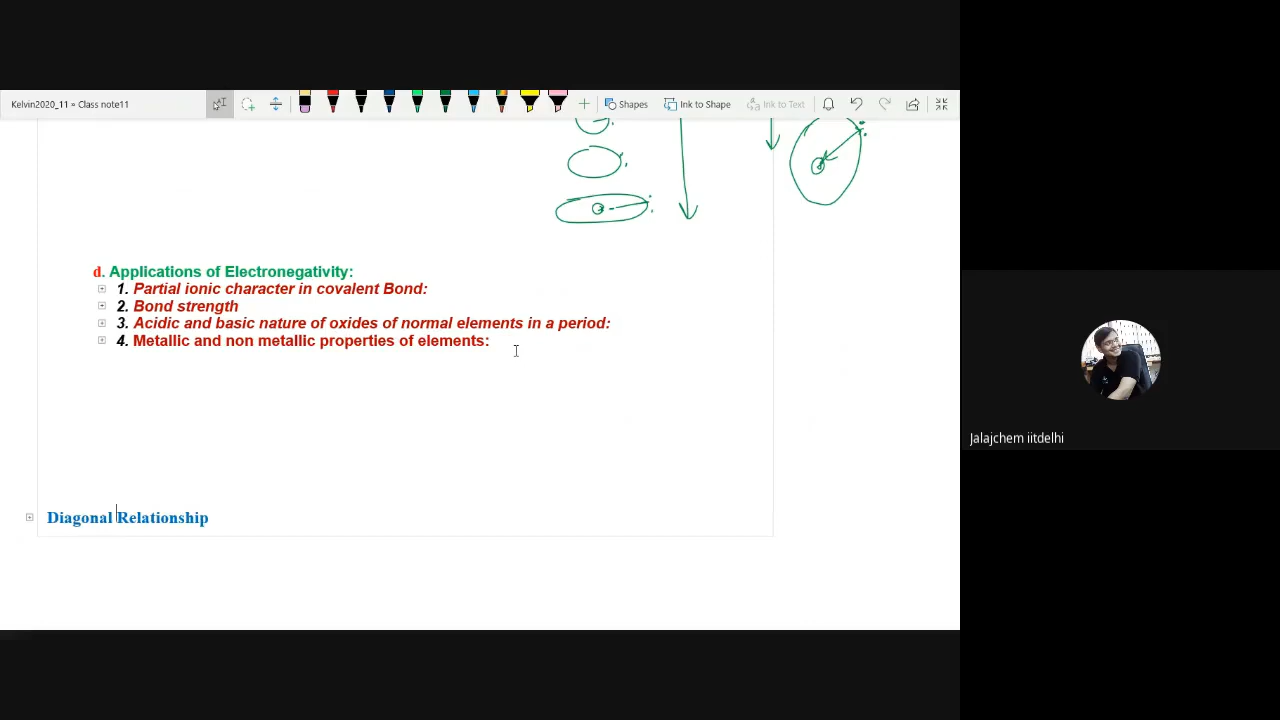 Kelvin2020_11 » Class note11
Shapes
Ink to Shape
Ink to Text
d. Applications of Electronegativity:
1. Partial ionic character in covalent Bond:
2. Bond strength
3. Acidic and basic nature of oxides of normal elements in a period:
4. Metallic and non metallic properties of elements:
Jalajchem iitdelhi
Diagonal Relationship